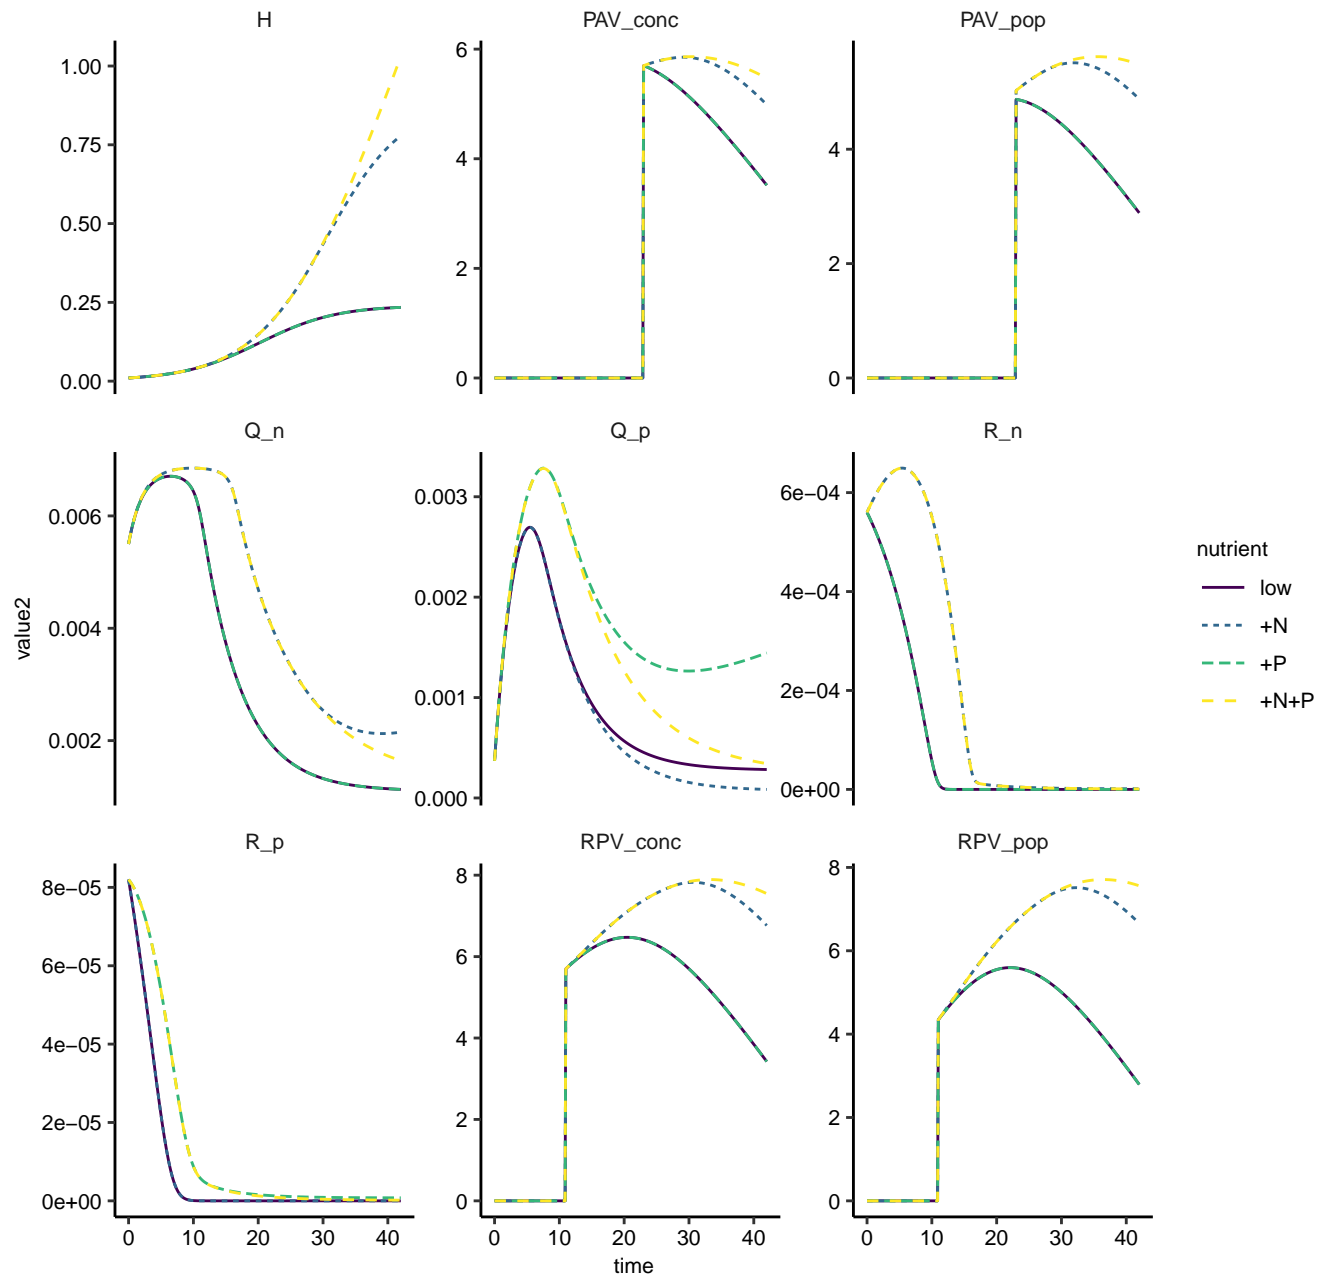 H PAV_conc PAV_pop
1.00
0.75
0.50
0.25
0.00
6
4
2
0
4
2
0
Q_n Q_p R_n
0.006
0.004
0.002
0.003
0.002
0.001
0.000
6e−04
4e−04
2e−04
0e+00
R_p RPV_conc RPV_pop
8e−05
6e−05
4e−05
2e−05
0e+00
8
6
4
2
0
8
6
4
2
0
0 10 20 30 40
0 10 20 30 40
0 10 20 30 40
time
value2
nutrient
low
+N
+P
+N+P